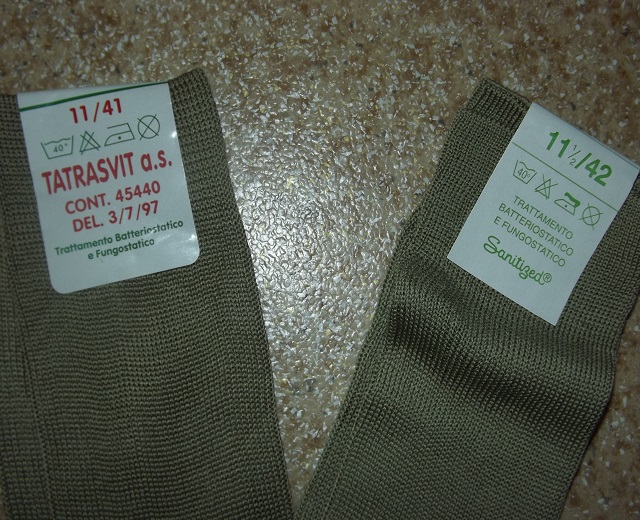 11/41
40°
TATRASVIT a.s.
CONT. 45440
DEL. 3/7/97
Trattamento Batteriostatico
e Fungostatico
11½/42
40°
TRATTAMENTO
BATTERIOSTATICO
E FUNGOSTATICO
Sanitized®